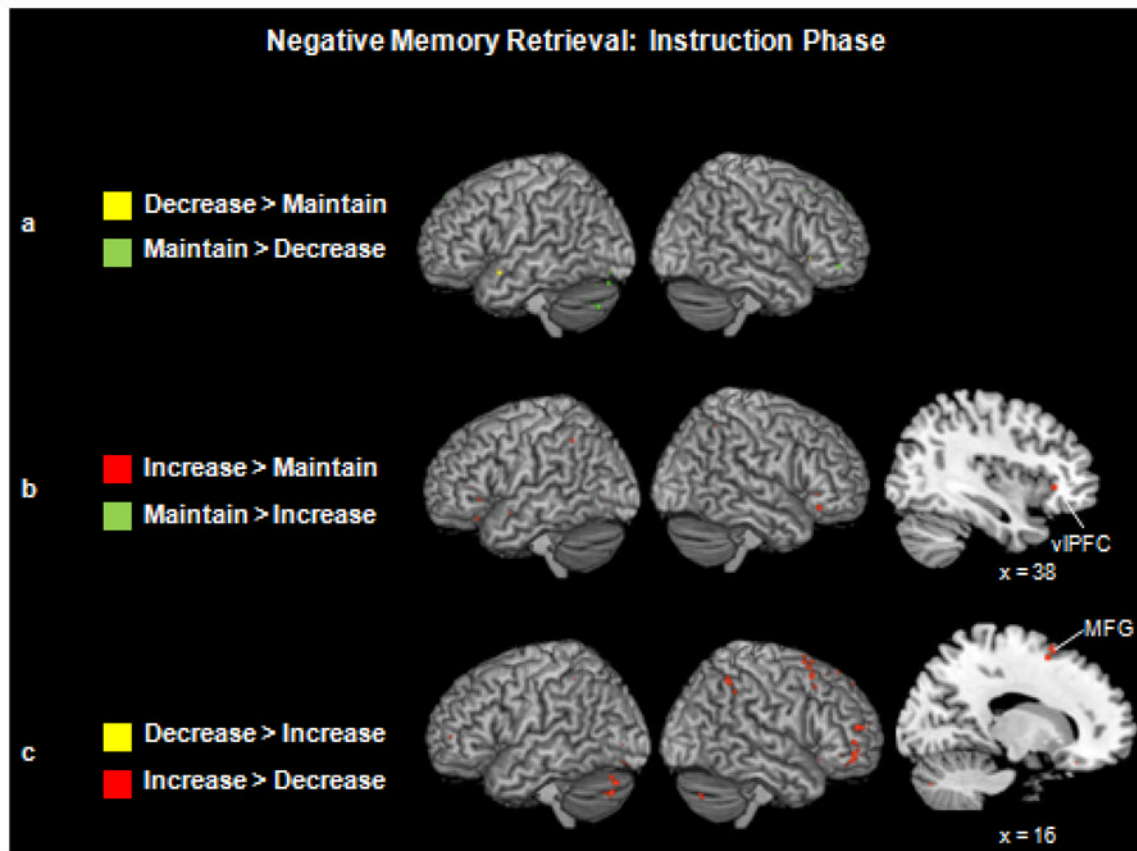 Negative Memory Retrieval: Instruction Phase
a
Decrease > Maintain
Maintain > Decrease
b
Increase > Maintain
Maintain > Increase
vlPFC
x = 38
MFG
c
Decrease > Increase
Increase > Decrease
x = 16